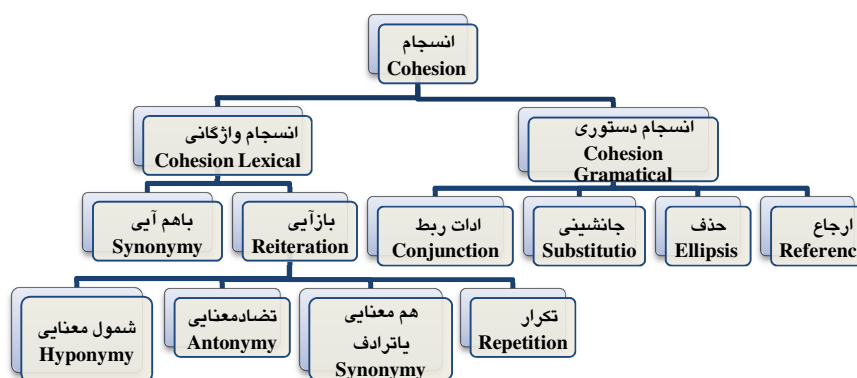 انسجام
Cohesion
انسجام واژگانی
Cohesion Lexical
انسجام دستوری
Cohesion
Gramatical
باهم آیی
Synonymy
بازآیی
Reiteration
ادات ربط
Conjunction
جانشینی
Substitutio
حذف
Ellipsis
ارجاع
Referenc
شمول معنایی
Hyponymy
تضادمعنایی
Antonymy
هم معنایی
یاترادف
Synonymy
تکرار
Repetition